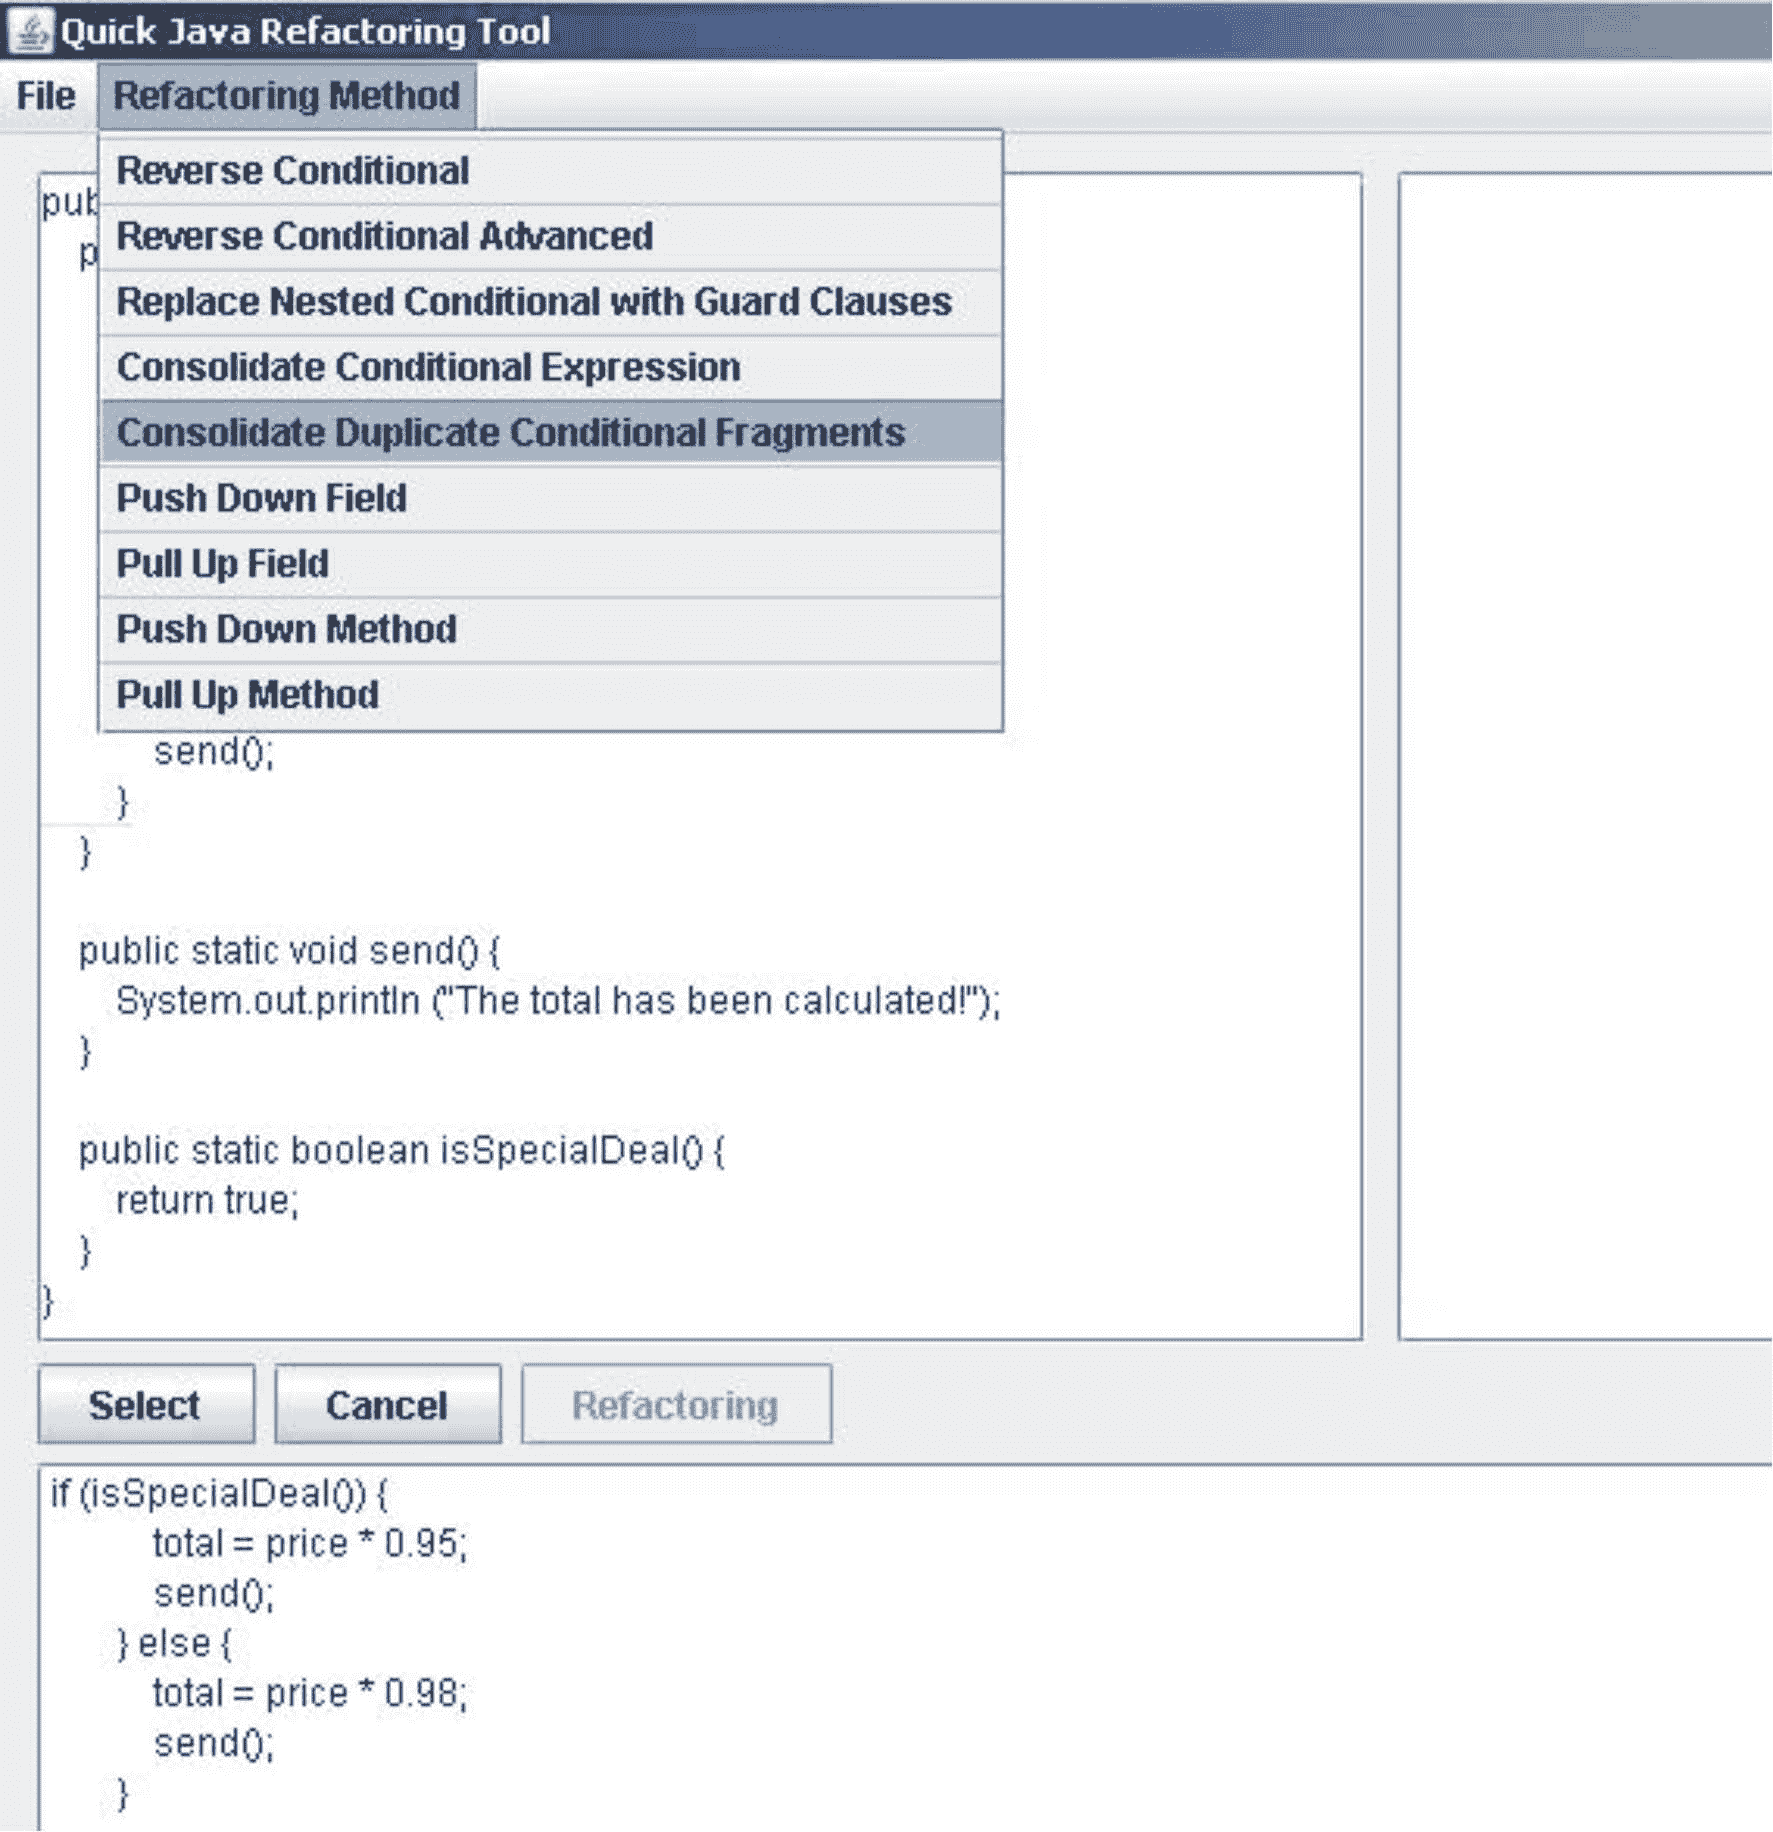 Quick Java Refactoring Tool
File Refactoring Method
Reverse Conditional
Reverse Conditional Advanced
Replace Nested Conditional with Guard Clauses
Consolidate Conditional Expression
Consolidate Duplicate Conditional Fragments
Push Down Field
Pull Up Field
Push Down Method
Pull Up Method
send();
}
}
public static void send() {
System.out.println ("The total has been calculated!");
}
public static boolean isSpecialDeal() {
return true;
}
}
Select Cancel Refactoring
if (isSpecialDeal()) {
total = price * 0.95;
send();
} else {
total = price * 0.98;
send();
}